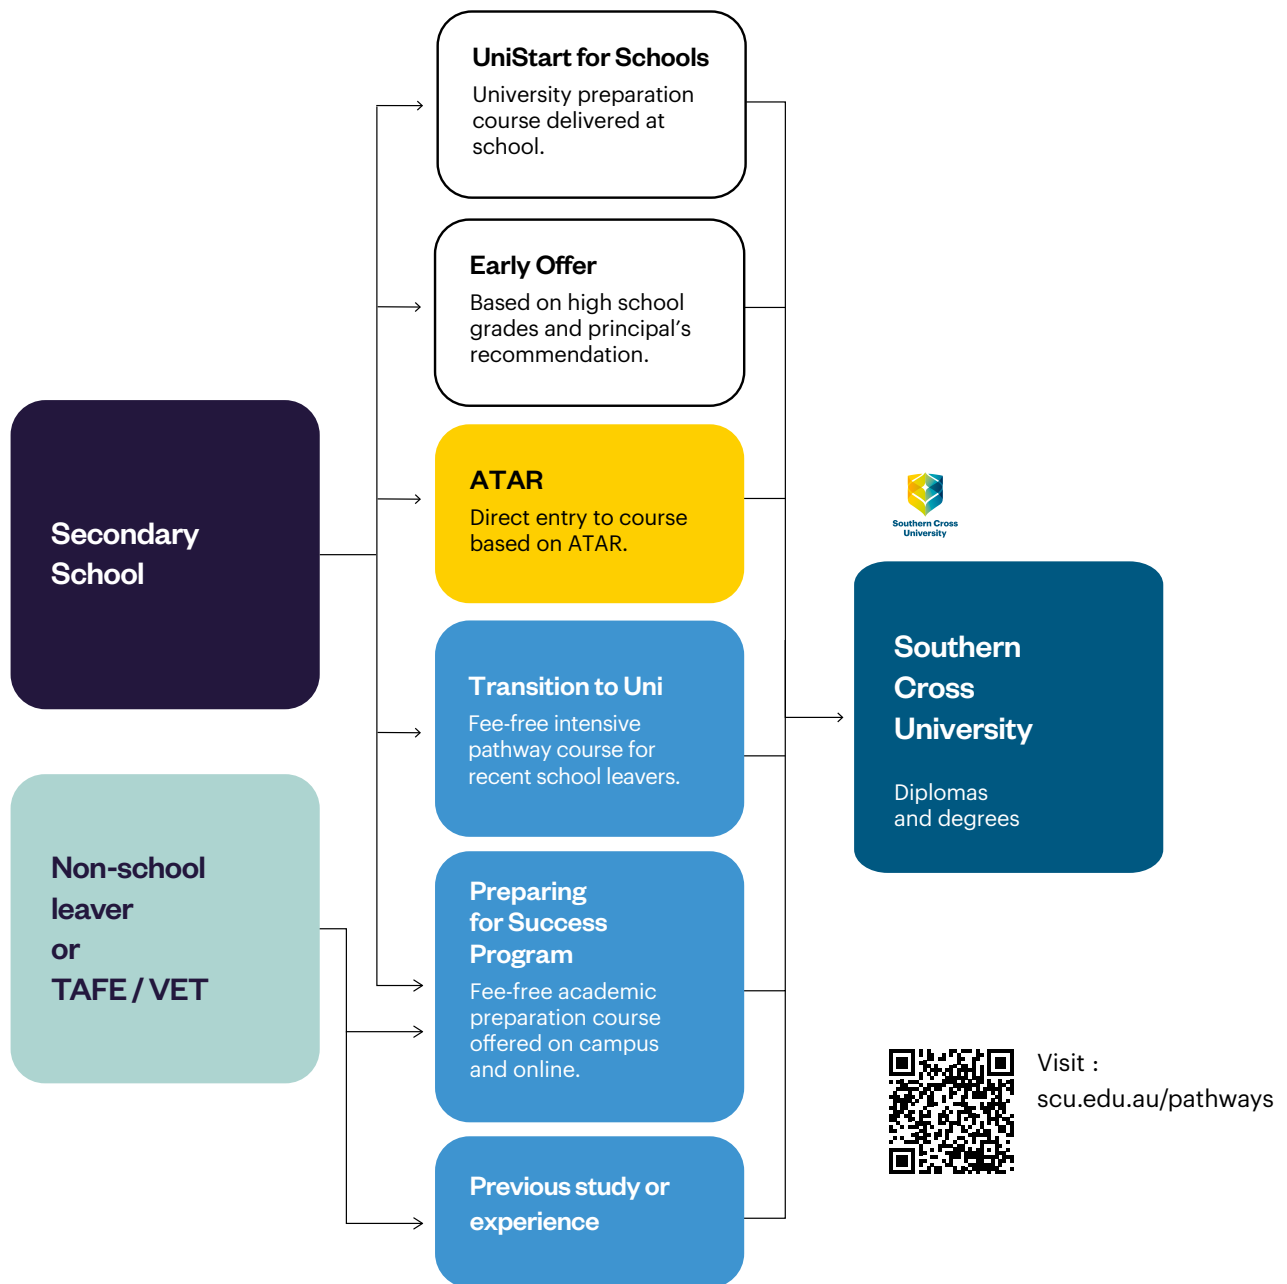 UniStart for Schools
University preparation
course delivered at
school.
Early Offer
Based on high school
grades and principal’s
recommendation.
Secondary
School
ATAR
Direct entry to course
based on ATAR.
Southern Cross
University
Transition to Uni
Fee-free intensive
pathway course for
recent school leavers.
Southern
Cross
University
Diplomas
and degrees
Non-school
leaver
or
TAFE / VET
Preparing
for Success
Program
Fee-free academic
preparation course
offered on campus
and online.
Previous study or
experience
Visit :
scu.edu.au/pathways